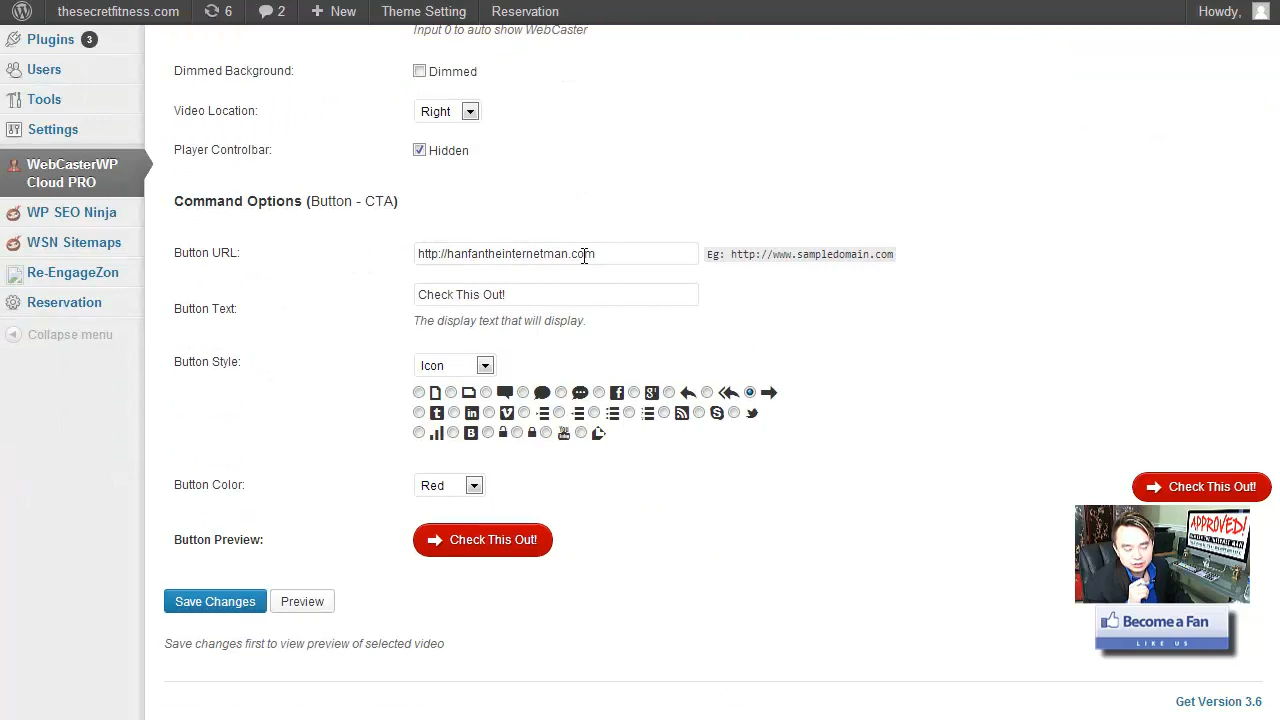 thesecretfitness.com 6 2 + New Theme Setting Reservation Howdy,
Plugins 3
Input 0 to auto show WebCaster
Users
Dimmed Background: Dimmed
Tools
Video Location: Right
Settings
Player Controlbar: Hidden
WebCasterWP
Cloud PRO
Command Options (Button - CTA)
WP SEO Ninja
WSN Sitemaps
Button URL: http://hanfantheinternetman.com Eg: http://www.sampledomain.com
Re-EngageZon
Reservation
Button Text: Check This Out!
The display text that will display.
Collapse menu
Button Style: Icon
Button Color: Red
Check This Out!
Button Preview: Check This Out!
APPROVED!
Save Changes Preview
Become a Fan
LIKE US
Save changes first to view preview of selected video
Get Version 3.6